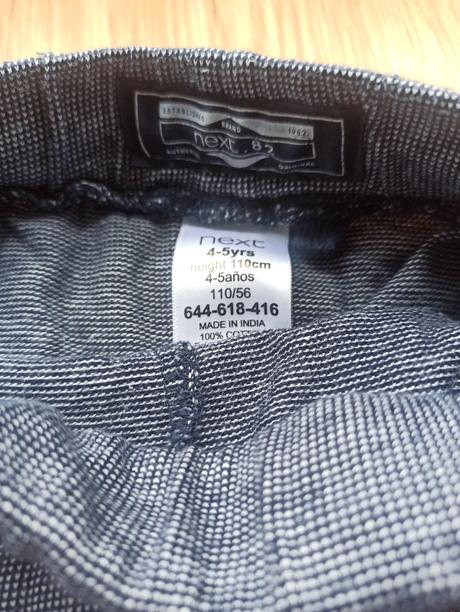 ESTABLISHED 1982.
BRAND
next. 82
next
4-5yrs
height 110cm
4-5años
110/56
644-618-416
MADE IN INDIA
100%